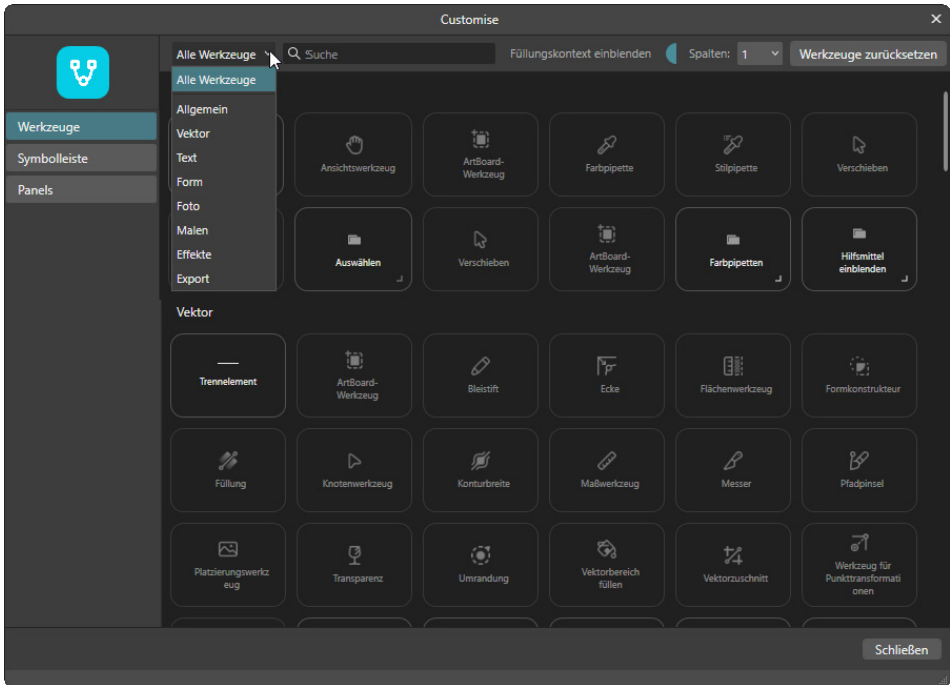 Customise
Alle Werkzeuge
Suche
Füllungskontext einblenden
Spalten:
1
Werkzeuge zurücksetzen
Alle Werkzeuge
Allgemein
Vektor
Text
Form
Foto
Malen
Effekte
Export
Werkzeuge
Symbolleiste
Panels
Ansichtswerkzeug
ArtBoard-
Werkzeug
Farbpipette
Stilpipette
Verschieben
Auswählen
Verschieben
ArtBoard-
Werkzeug
Farbpipetten
Hilfsmittel
einblenden
Vektor
Trennelement
ArtBoard-
Werkzeug
Bleistift
Ecke
Flächenwerkzeug
Formkonstrukteur
Füllung
Knotenwerkzeug
Konturbreite
Maßwerkzeug
Messer
Pfadpinsel
Platzierungswerkz
eug
Transparenz
Umrandung
Vektorbereich
füllen
Vektorzuschnitt
Werkzeug für
Punkttransformati
onen
Schließen